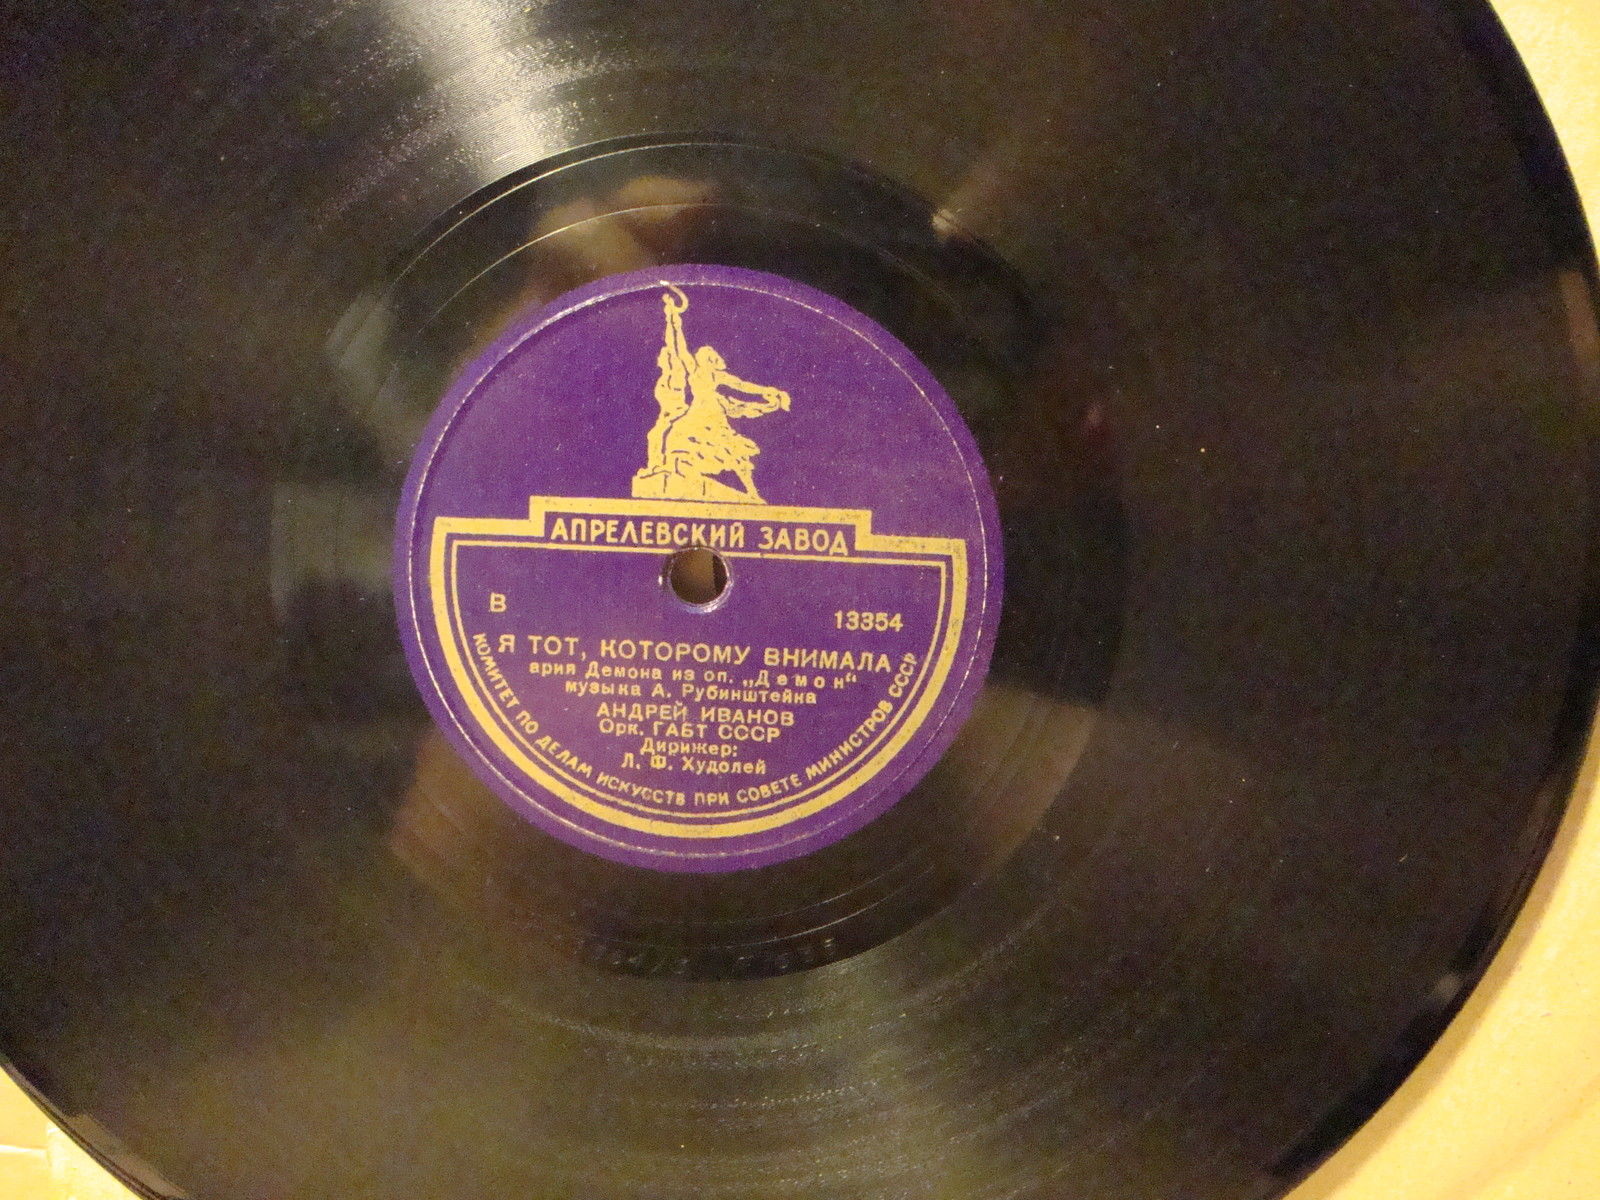 АПРЕЛЕВСКИЙ ЗАВОД
В 13354
Я ТОТ, КОТОРОМУ ВНИМАЛА
ария Демона из оп. „Демон“
музыка А. Рубинштейна
АНДРЕЙ ИВАНОВ
Орк. ГАБТ СССР
Дирижер:
Л. Ф. Худолей
КОМИТЕТ ПО ДЕЛАМ ИСКУССТВ ПРИ СОВЕТЕ МИНИСТРОВ СССР